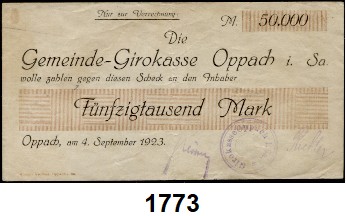 Nur zur Verrechnung.
M. 50.000
Die
Gemeinde-Girokasse Oppach i. Sa.
wolle zahlen gegen diesen Scheck an den Inhaber
Fünfzigtausend Mark
Oppach, am 4. September 1923.
1773